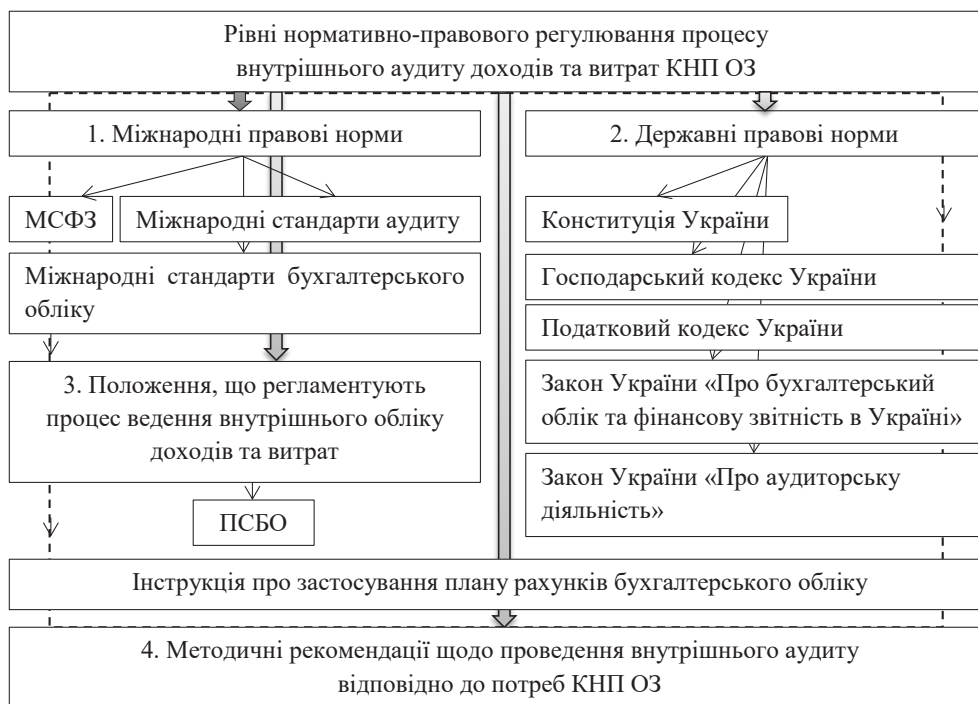 Рівні нормативно-правового регулювання процесу
внутрішнього аудиту доходів та витрат КНП ОЗ
1. Міжнародні правові норми
МСФЗ
Міжнародні стандарти аудиту
Міжнародні стандарти бухгалтерського
обліку
2. Державні правові норми
Конституція України
Господарський кодекс України
Податковий кодекс України
Закон України «Про бухгалтерський
облік та фінансову звітність в Україні»
Закон України «Про аудиторську
діяльність»
3. Положення, що регламентують
процес ведення внутрішнього обліку
доходів та витрат
ПСБО
Інструкція про застосування плану рахунків бухгалтерського обліку
4. Методичні рекомендації щодо проведення внутрішнього аудиту
відповідно до потреб КНП ОЗ